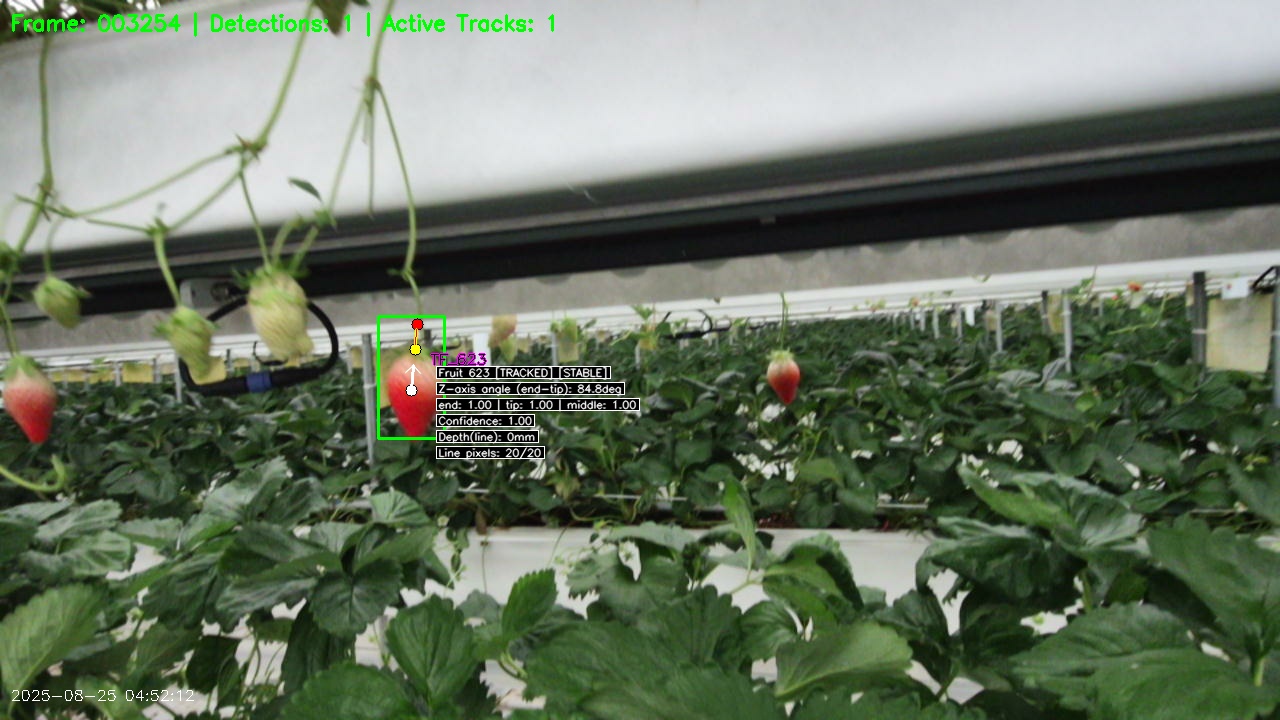 Frame: 003254 | Detections: 1 | Active Tracks: 1
TF-623
Fruit 623 [TRACKED] [STABLE]
Z-axis angle (end-tip): 84.8deg
end: 1.00 | tip: 1.00 | middle: 1.00
Confidence: 1.00
Depth(line): 0mm
Line pixels: 20/20
2025-08-25 04:52:12